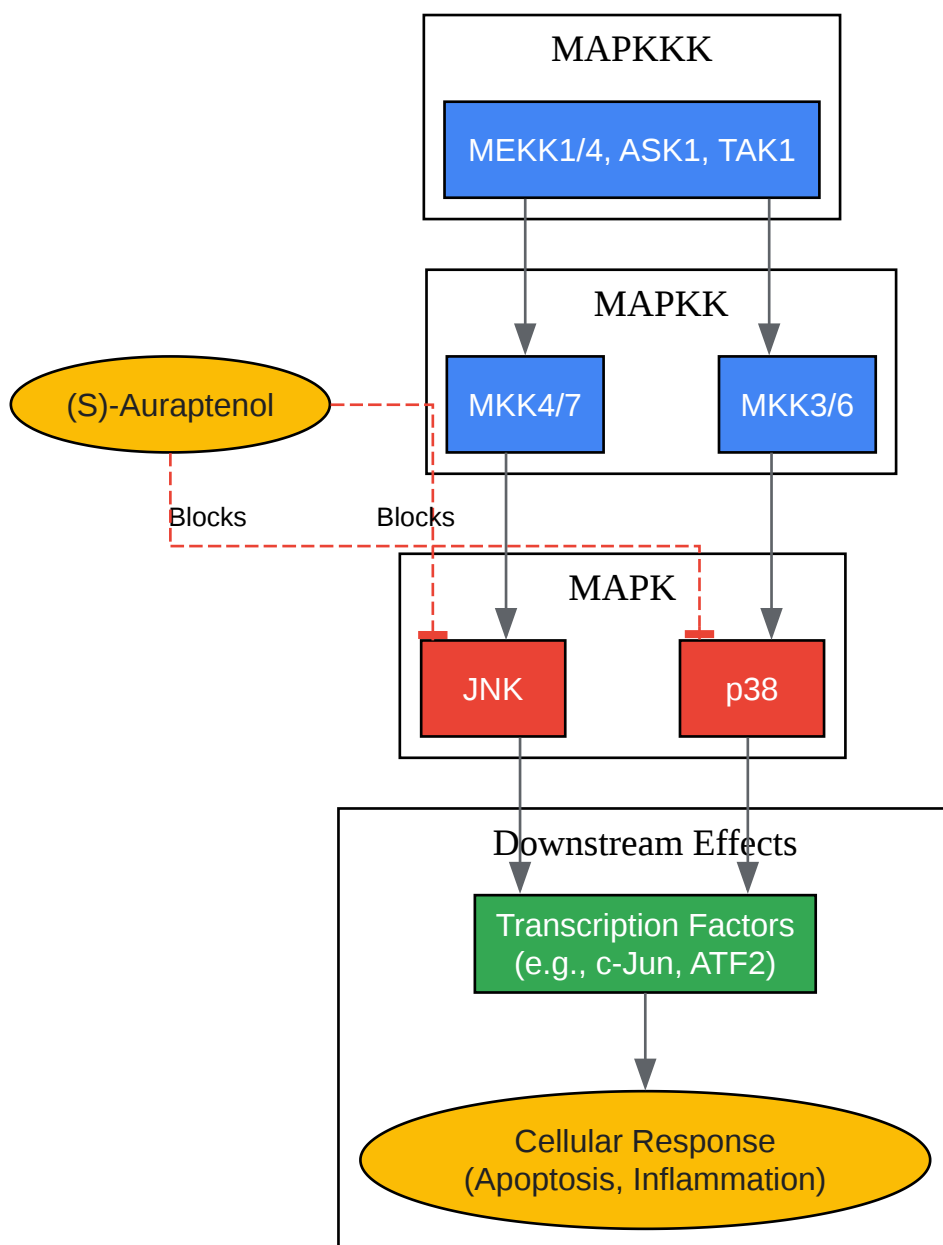 MAPKKK
MEKK1/4, ASK1, TAK1
MAPKK
(S)-Auraptenol
MKK4/7
MKK3/6
Blocks
Blocks
MAPK
JNK
p38
Downstream Effects
Transcription Factors
(e.g., c-Jun, ATF2)
Cellular Response
(Apoptosis, Inflammation)